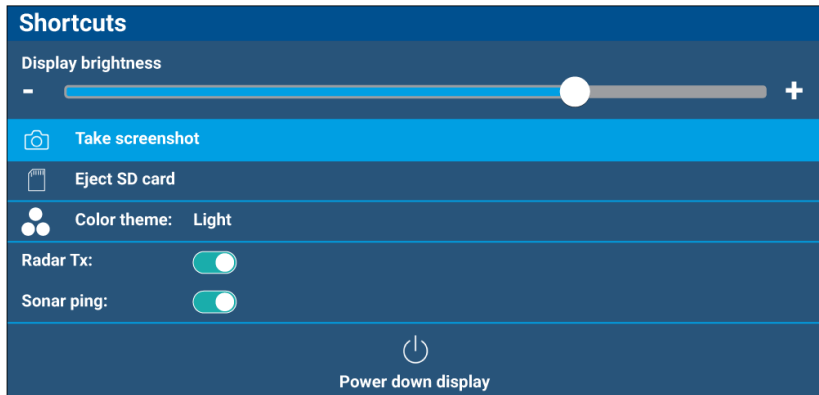 Shortcuts
Display brightness
- +
Take screenshot
Eject SD card
Color theme: Light
Radar Tx:
Sonar ping:
Power down display